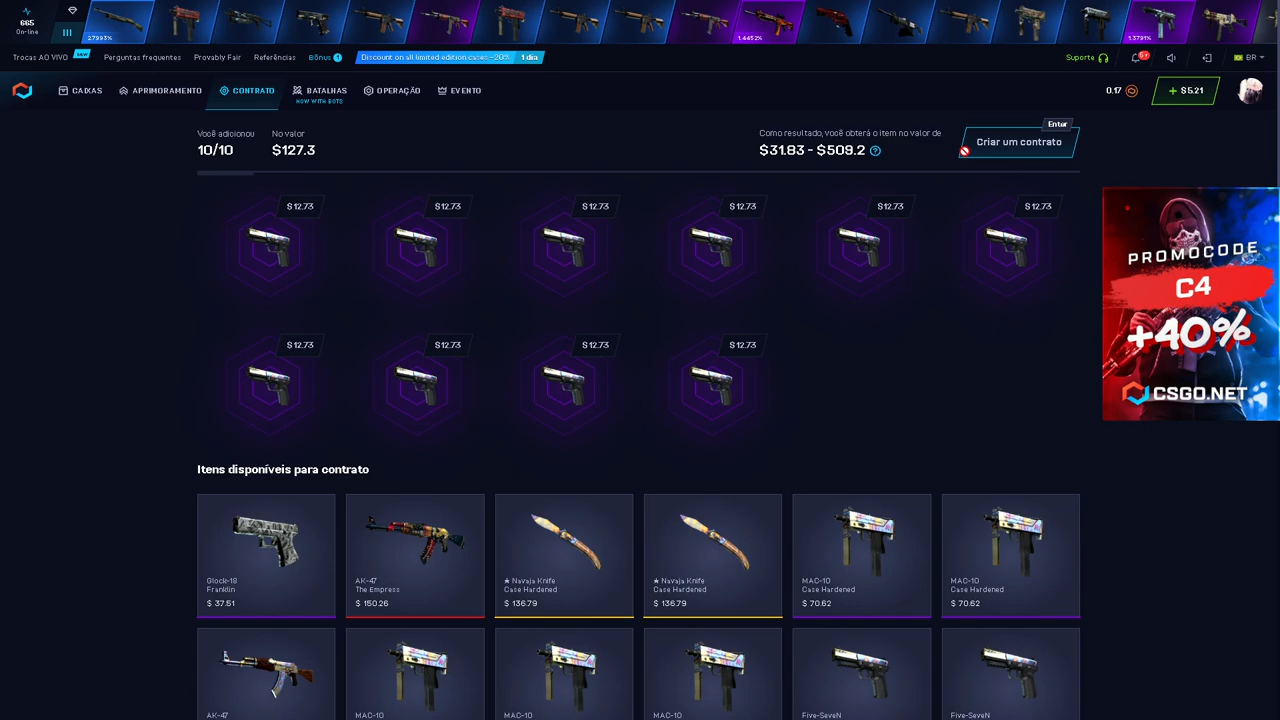 665
On-line
2.7993%
1.4452%
1.3791%
Trocas AO VIVO NEW
Perguntas frequentes
Provably Fair
Referências
Bônus
Discount on all limited edition cases -20% 1 dia
Suporte
BR
CAIXAS
APRIMORAMENTO
CONTRATO
BATALHAS
NOW WITH BOTS
OPERAÇÃO
EVENTO
0.17
+ $5.21
Você adicionou
10/10
No valor
$127.3
Como resultado, você obterá o item no valor de
$31.83 - $509.2 ?
Enter
Criar um contrato
$12.73
$12.73
$12.73
$12.73
$12.73
$12.73
$12.73
$12.73
$12.73
$12.73
PROMOCODE
C4
+40%
CSGO.NET
Itens disponíveis para contrato
Glock-18
Franklin
$ 37.51
AK-47
The Empress
$ 150.26
★ Navaja Knife
Case Hardened
$ 136.79
★ Navaja Knife
Case Hardened
$ 136.79
MAC-10
Case Hardened
$ 70.62
MAC-10
Case Hardened
$ 70.62
AK-47
MAC-10
MAC-10
MAC-10
Five-SeveN
Five-SeveN